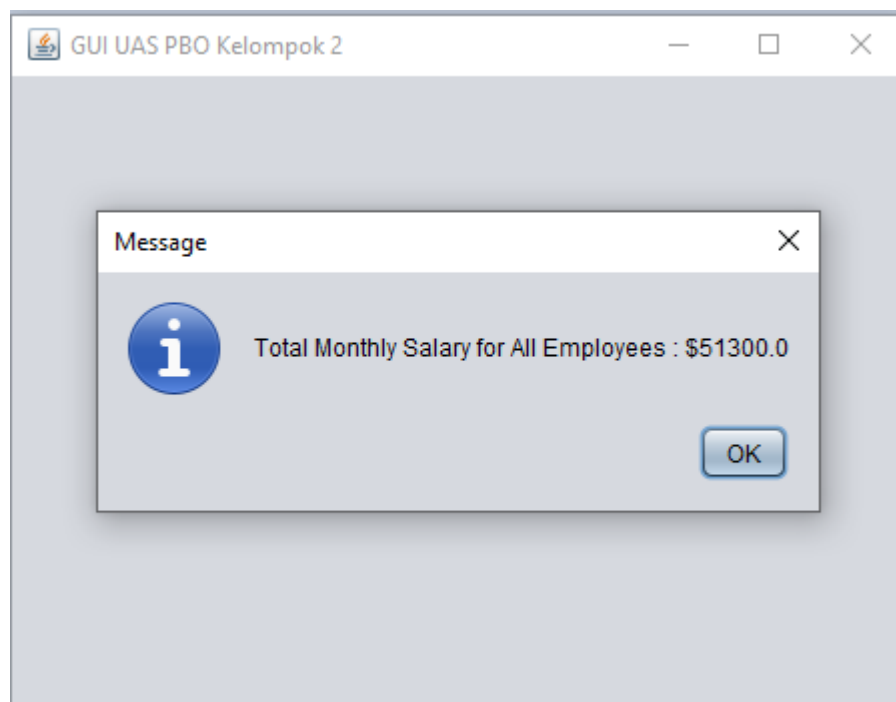 GUI UAS PBO Kelompok 2
Message
Total Monthly Salary for All Employees : $51300.0
OK